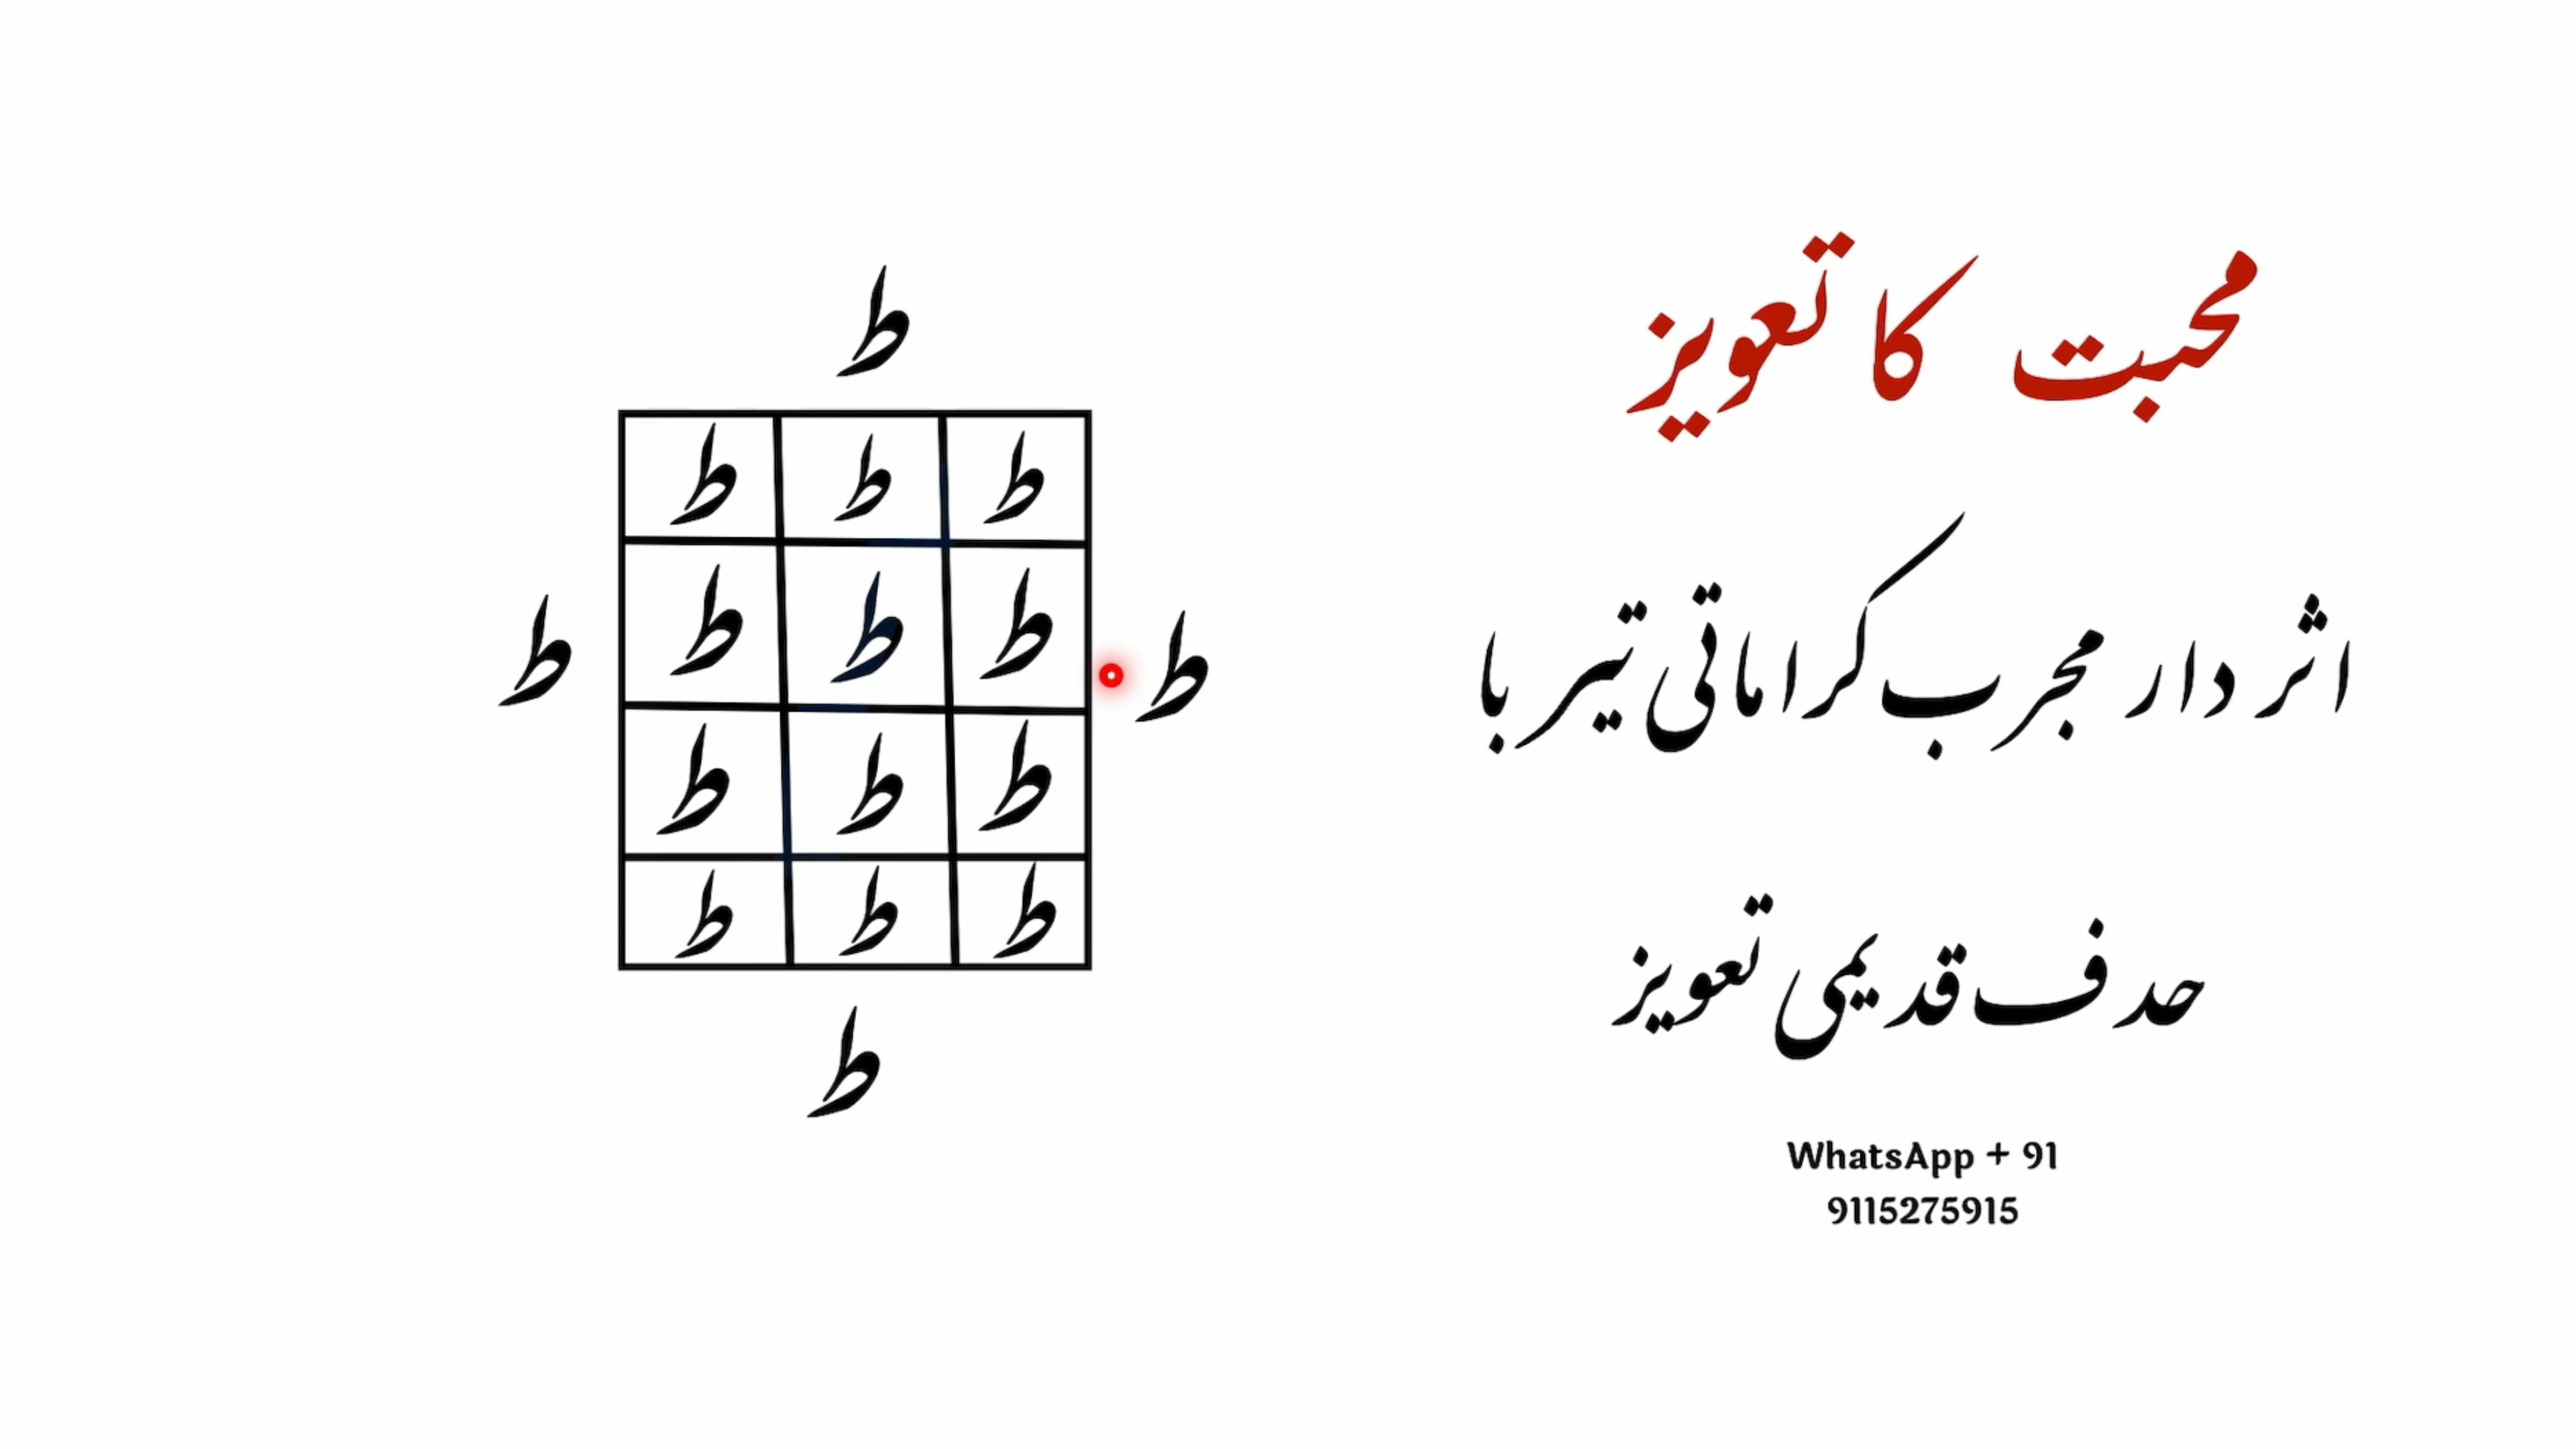 محبت کا تعویز
اثر دار مجرب کراماتی تیر با
حدف قدیمی تعویز
WhatsApp + 91
9115275915
ط
ط ط ط
ط ط ط ط ط
ط ط ط
ط ط ط
ط